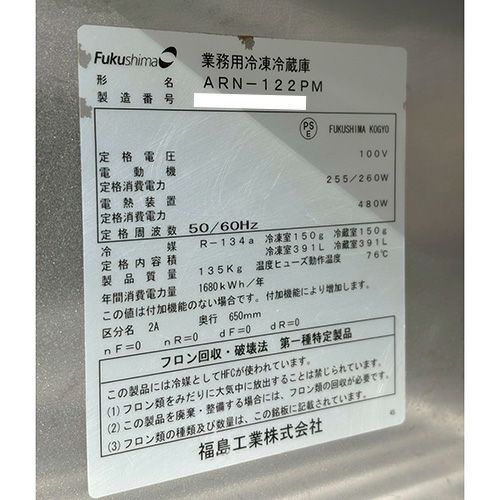 Fukushima 業務用冷凍冷蔵庫
形名 ARN-122PM
製造番号
PS E FUKUSHIMA KOGYO
定格電圧 100V
電動機
定格消費電力 255/260W
電熱装置
定格消費電力 480W
定格周波数 50/60Hz
冷媒 R-134a 冷凍室150g 冷蔵室150g
定格内容積 冷凍室391L 冷蔵室391L
製品質量 135Kg 温度ヒューズ動作温度 76℃
年間消費電力量 1680kWh/年
この値は付加機能のない場合です。付加機能により増加します。
区分名 2A 奥行 650mm
nF=0 nR=0 dF=0 dR=0
フロン回収・破壊法 第一種特定製品
この製品には冷媒としてHFCが使われています。
(1)フロン類をみだりに大気中に放出することは禁じられています。
(2)この製品を廃棄・整備する場合には、フロン類の回収が必要です。
(3)フロン類の種類及び数量は、この銘板に記載されています。
福島工業株式会社